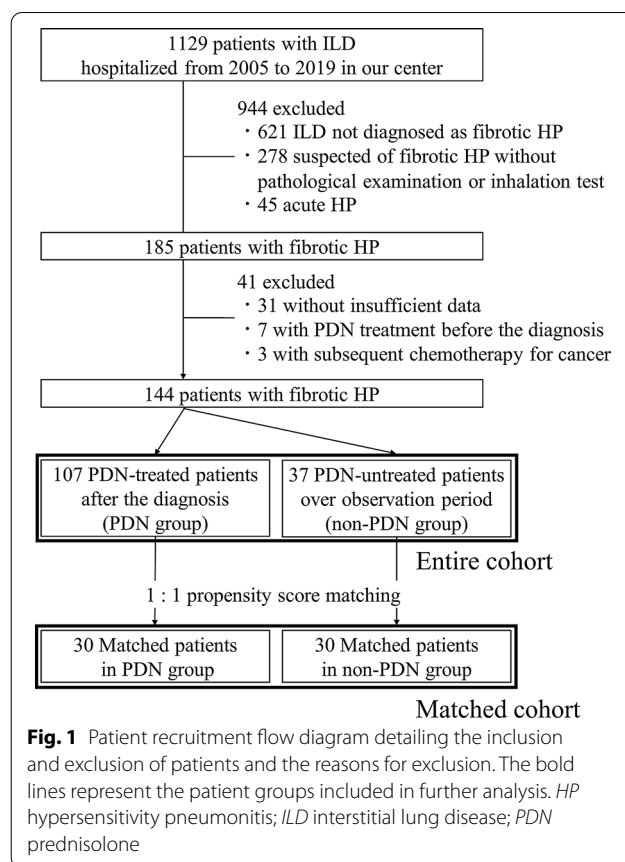 1129 patients with ILD
hospitalized from 2005 to 2019 in our center
944 excluded
・621 ILD not diagnosed as fibrotic HP
・278 suspected of fibrotic HP without
pathological examination or inhalation test
・45 acute HP
185 patients with fibrotic HP
41 excluded
・31 without insufficient data
・7 with PDN treatment before the diagnosis
・3 with subsequent chemotherapy for cancer
144 patients with fibrotic HP
107 PDN-treated patients
after the diagnosis
(PDN group)
37 PDN-untreated patients
over observation period
(non-PDN group)
Entire cohort
1 : 1 propensity score matching
30 Matched patients
in PDN group
30 Matched patients
in non-PDN group
Matched cohort
Fig. 1 Patient recruitment flow diagram detailing the inclusion
and exclusion of patients and the reasons for exclusion. The bold
lines represent the patient groups included in further analysis. HP
hypersensitivity pneumonitis; ILD interstitial lung disease; PDN
prednisolone